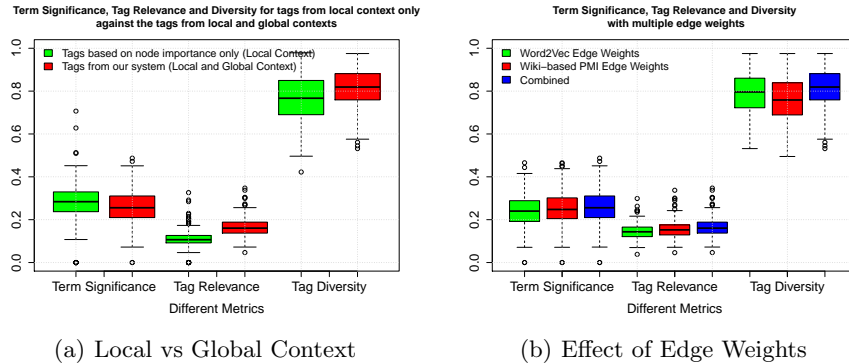 Term Significance, Tag Relevance and Diversity for tags from local context only
against the tags from local and global contexts
Tags based on node importance only (Local Context)
Tags from our system (Local and Global Context)
1.0
0.8
0.6
0.4
0.2
0.0
Term Significance Tag Relevance Tag Diversity
Different Metrics
(a) Local vs Global Context
Term Significance, Tag Relevance and Diversity
with multiple edge weights
Word2Vec Edge Weights
Wiki−based PMI Edge Weights
Combined
1.0
0.8
0.6
0.4
0.2
0.0
Term Significance Tag Relevance Tag Diversity
Different Metrics
(b) Effect of Edge Weights